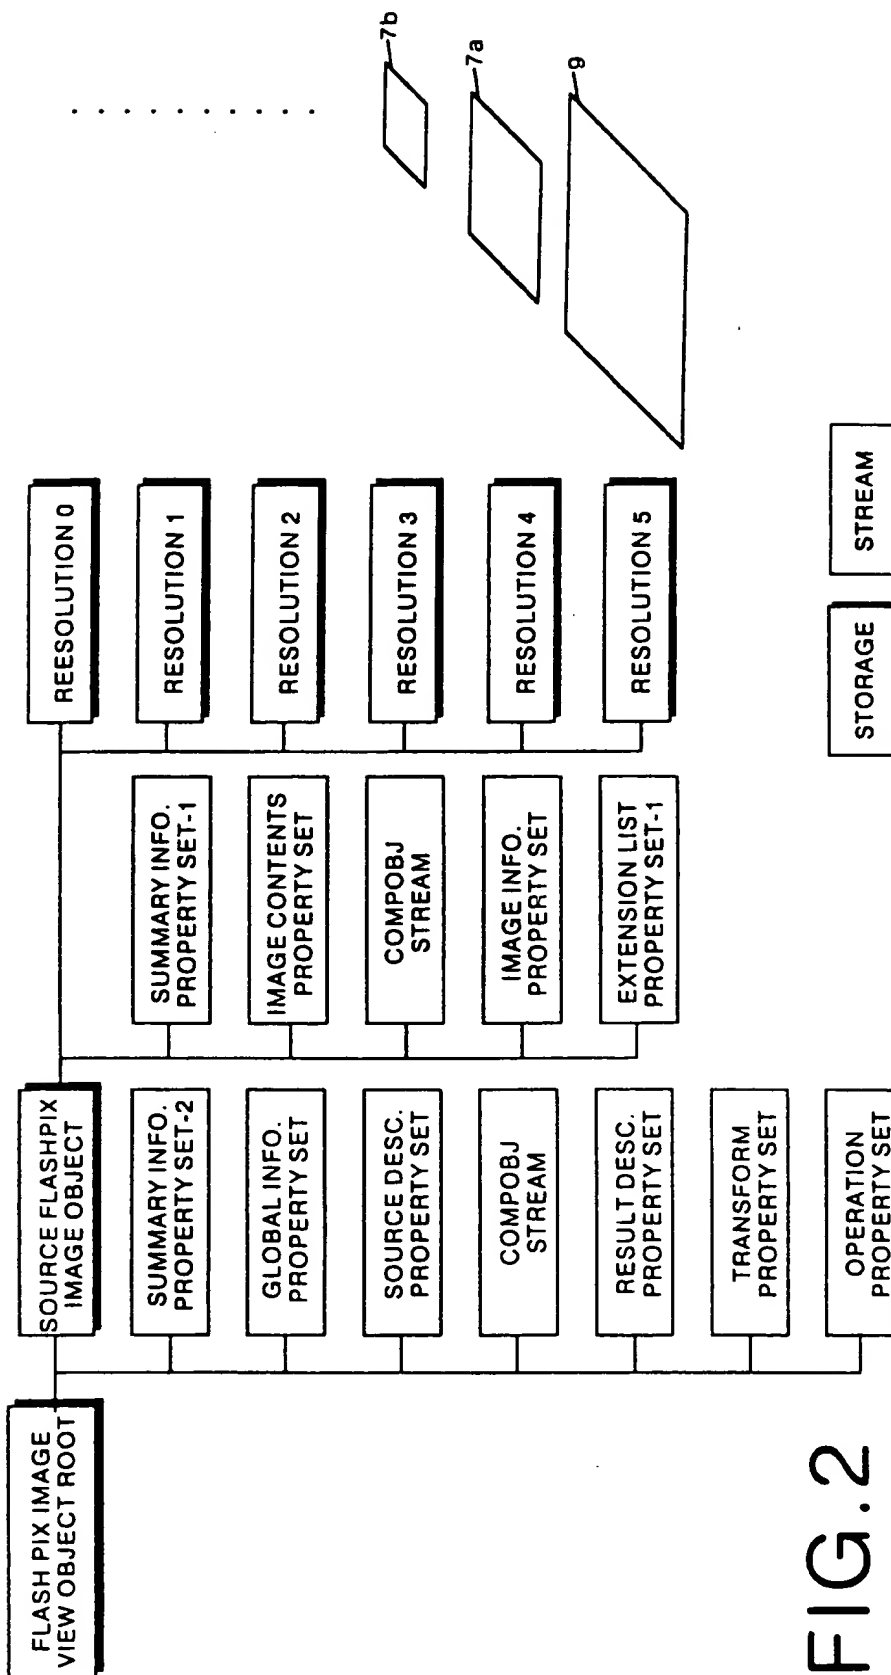 FLASH PIX IMAGE
VIEW OBJECT ROOT
SOURCE FLASHPIX
IMAGE OBJECT
SUMMARY INFO.
PROPERTY SET-2
GLOBAL INFO.
PROPERTY SET
SOURCE DESC.
PROPERTY SET
COMPOBJ
STREAM
RESULT DESC.
PROPERTY SET
TRANSFORM
PROPERTY SET
OPERATION
PROPERTY SET
SUMMARY INFO.
PROPERTY SET-1
IMAGE CONTENTS
PROPERTY SET
COMPOBJ
STREAM
IMAGE INFO.
PROPERTY SET
EXTENSION LIST
PROPERTY SET-1
REESOLUTION 0
RESOLUTION 1
RESOLUTION 2
RESOLUTION 3
RESOLUTION 4
RESOLUTION 5
7b
7a
9
STORAGE
STREAM
FIG.2